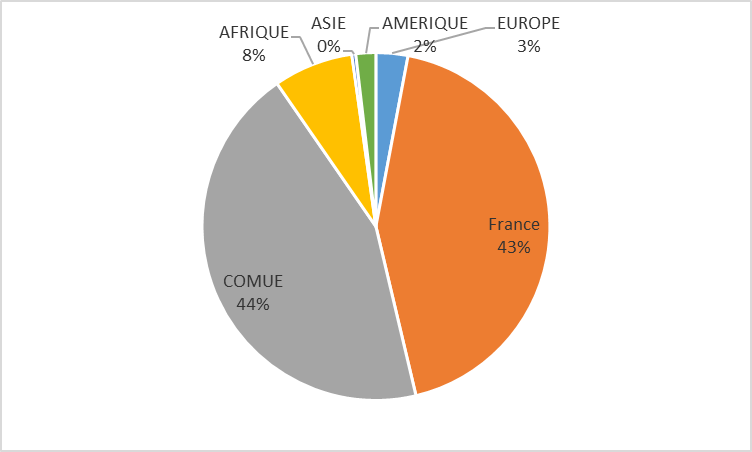 AFRIQUE
8%
ASIE
0%
AMERIQUE
2%
EUROPE
3%
France
43%
COMUE
44%